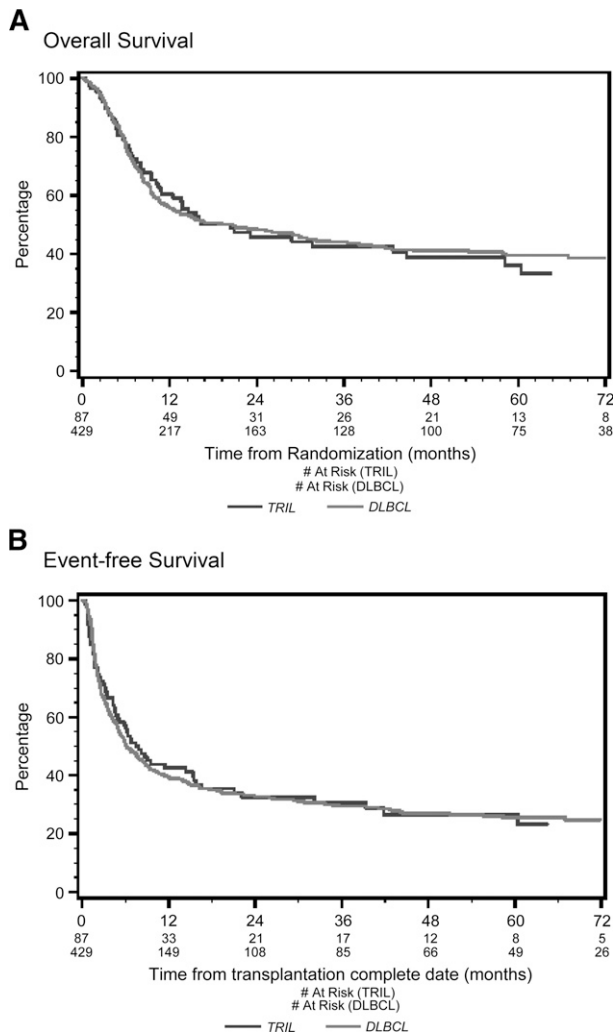 A
Overall Survival
100
80
60
40
20
0
Percentage
0 12 24 36 48 60 72
87 49 31 26 21 13 8
429 217 163 128 100 75 38
Time from Randomization (months)
# At Risk (TRIL)
# At Risk (DLBCL)
TRIL DLBCL
B
Event-free Survival
100
80
60
40
20
0
Percentage
0 12 24 36 48 60 72
87 33 21 17 12 8 5
429 149 108 85 66 49 26
Time from transplantation complete date (months)
# At Risk (TRIL)
# At Risk (DLBCL)
TRIL DLBCL